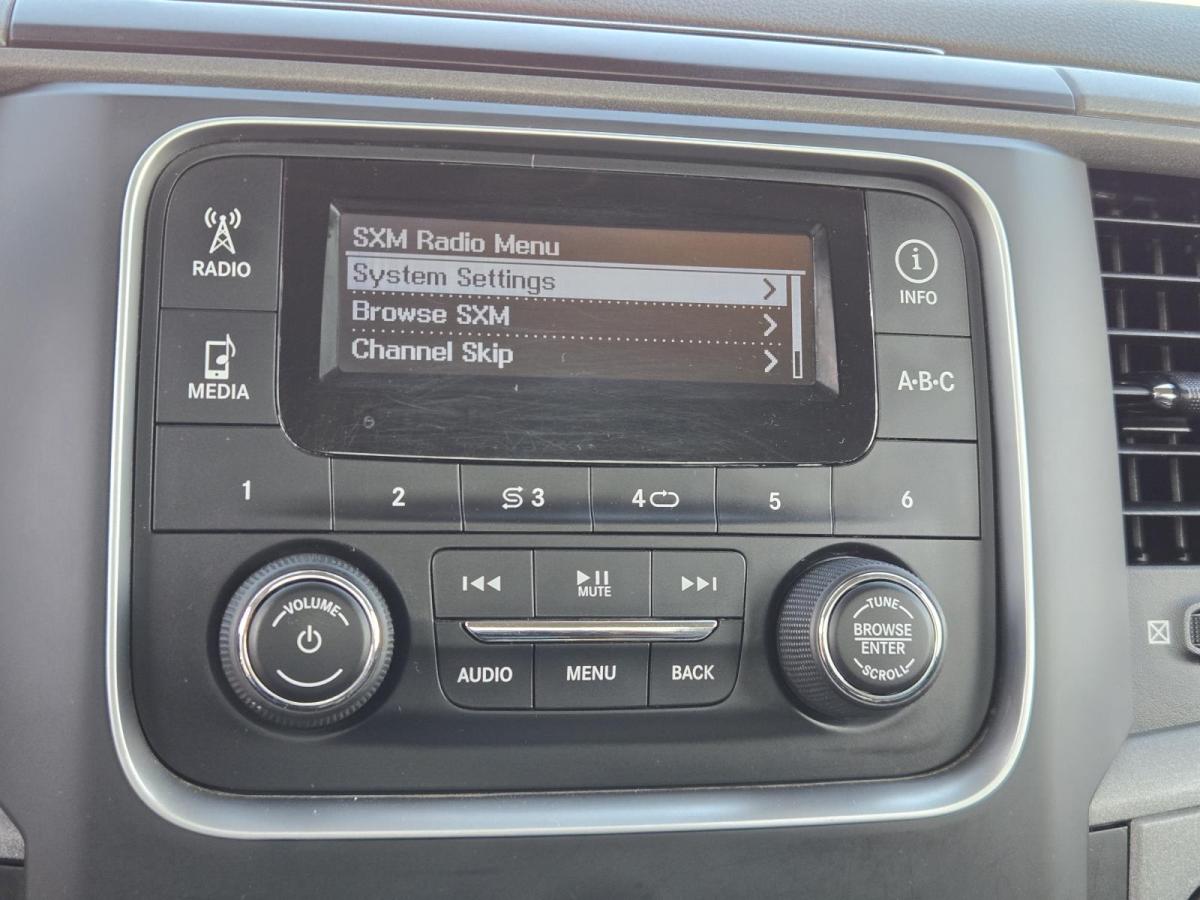 RADIO
MEDIA
SXM Radio Menu
System Settings
Browse SXM
Channel Skip
i
INFO
A·B·C
1
2
3
4
5
6
VOLUME
MUTE
AUDIO
MENU
BACK
TUNE
BROWSE
ENTER
SCROLL